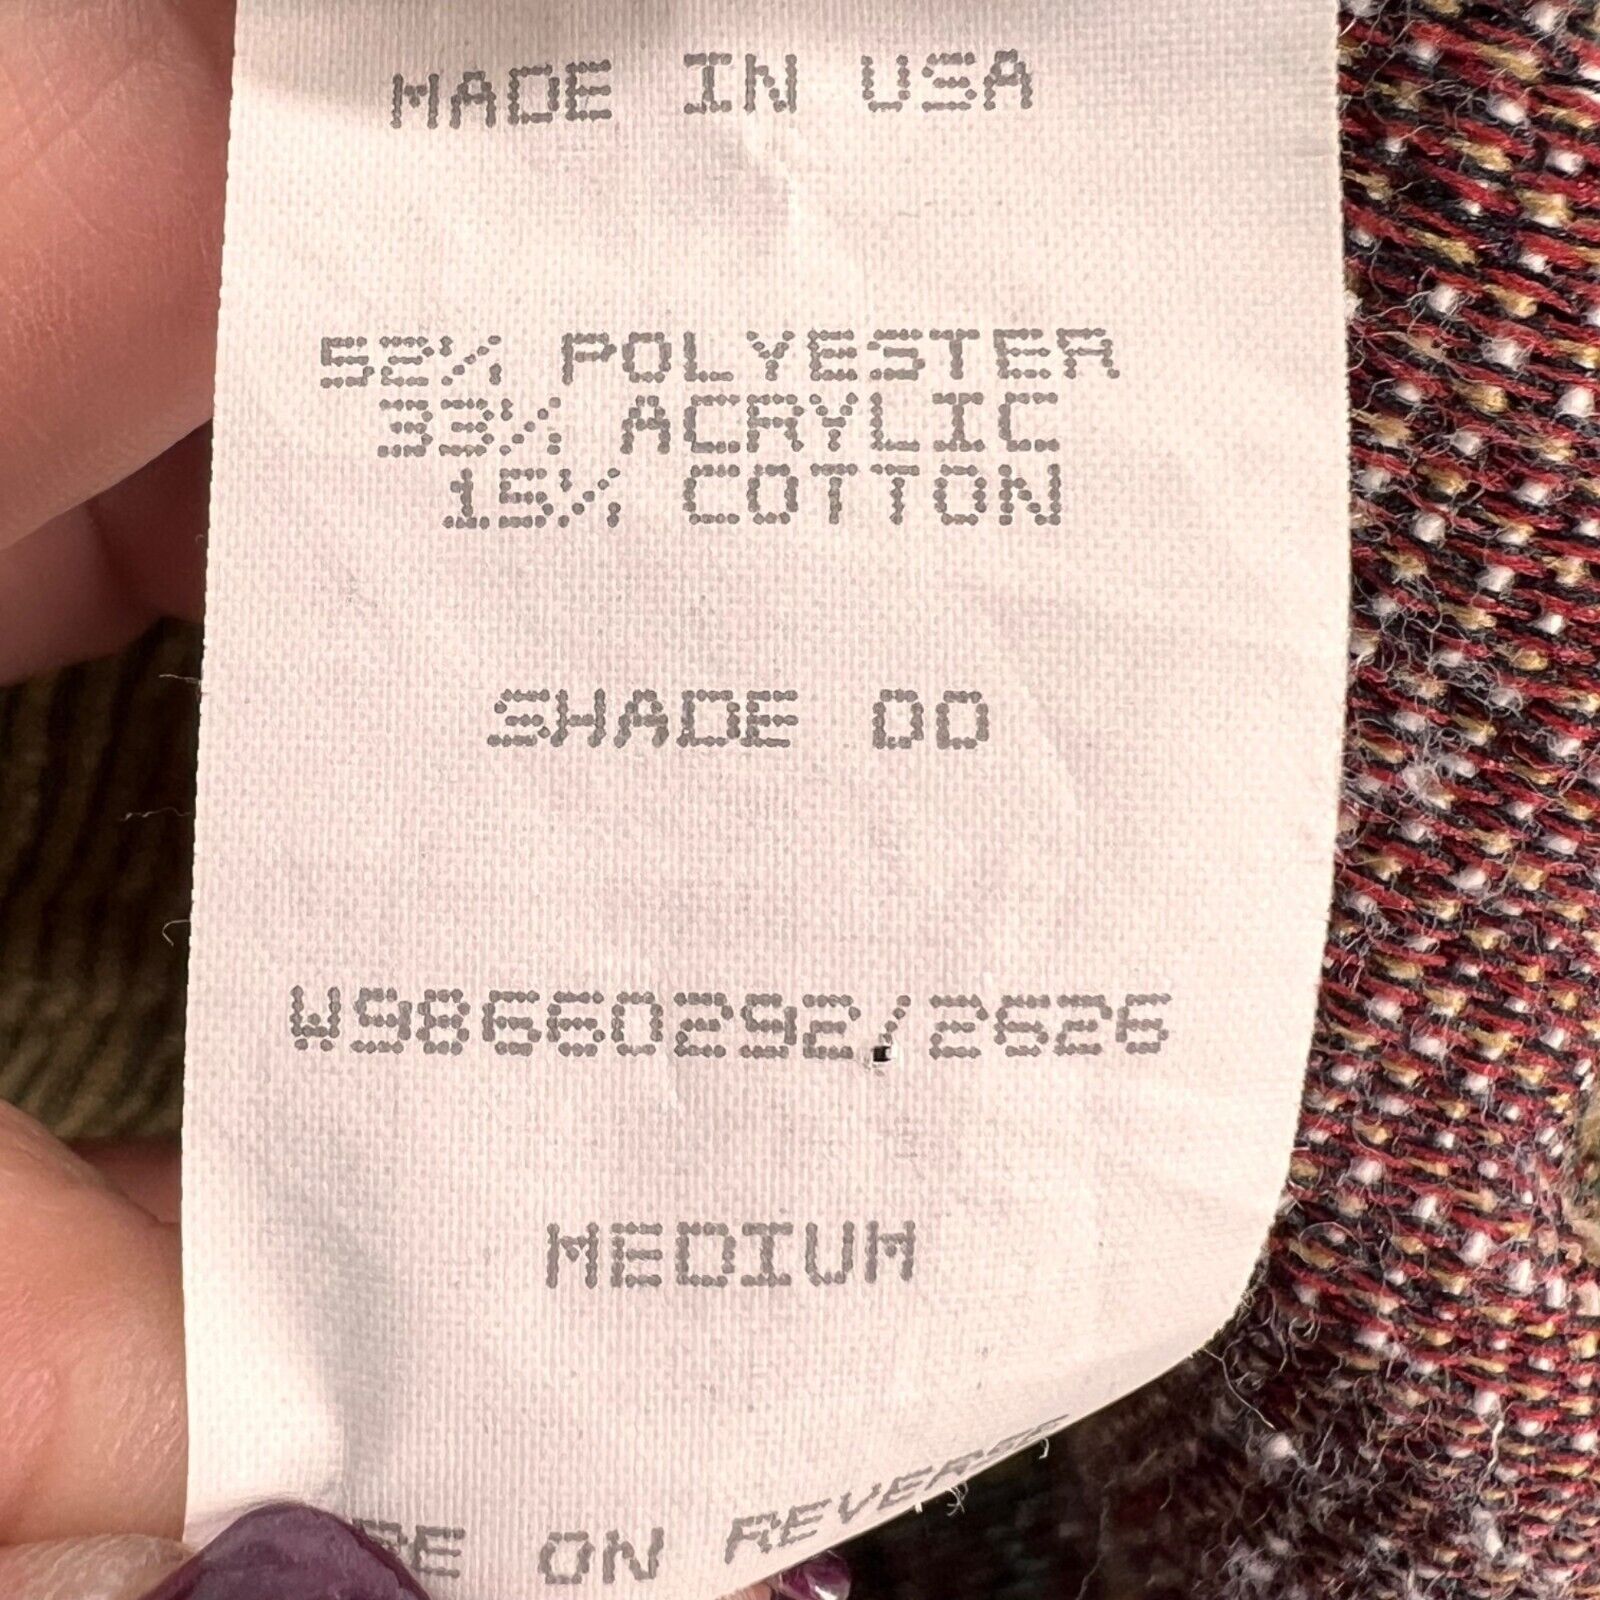 MADE IN USA
52% POLYESTER
33% ACRYLIC
15% COTTON
SHADE 00
W98660292/2626
MEDIUM
ON REVERSE